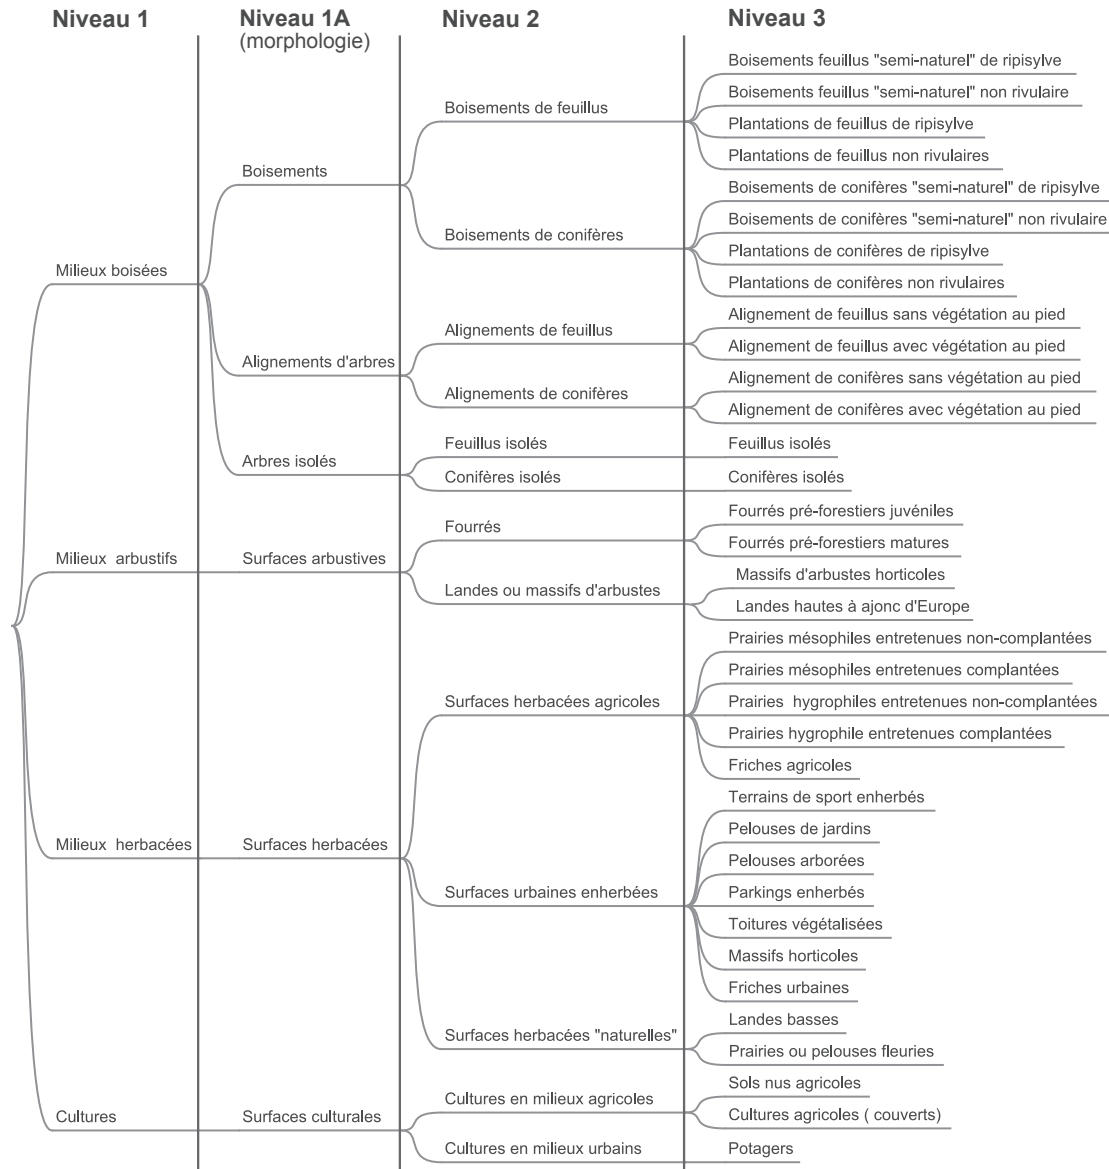 Niveau 1
Niveau 1A
(morphologie)
Niveau 2
Niveau 3
Milieux boisées
Boisements
Boisements de feuillus
Boisements feuillus "semi-naturel" de ripisylve
Boisements feuillus "semi-naturel" non rivulaire
Plantations de feuillus de ripisylve
Plantations de feuillus non rivulaires
Boisements de conifères
Boisements de conifères "semi-naturel" de ripisylve
Boisements de conifères "semi-naturel" non rivulaire
Plantations de conifères de ripisylve
Plantations de conifères non rivulaires
Alignements d'arbres
Alignements de feuillus
Alignement de feuillus sans végétation au pied
Alignement de feuillus avec végétation au pied
Alignements de conifères
Alignement de conifères sans végétation au pied
Alignement de conifères avec végétation au pied
Arbres isolés
Feuillus isolés
Feuillus isolés
Conifères isolés
Conifères isolés
Milieux  arbustifs
Surfaces arbustives
Fourrés
Fourrés pré-forestiers juvéniles
Fourrés pré-forestiers matures
Landes ou massifs d'arbustes
Massifs d'arbustes horticoles
Landes hautes à ajonc d'Europe
Milieux  herbacées
Surfaces herbacées
Surfaces herbacées agricoles
Prairies mésophiles entretenues non-complantées
Prairies mésophiles entretenues complantées
Prairies  hygrophiles entretenues non-complantées
Prairies hygrophile entretenues complantées
Friches agricoles
Surfaces urbaines enherbées
Terrains de sport enherbés
Pelouses de jardins
Pelouses arborées
Parkings enherbés
Toitures végétalisées
Massifs horticoles
Friches urbaines
Surfaces herbacées "naturelles"
Landes basses
Prairies ou pelouses fleuries
Cultures
Surfaces culturales
Cultures en milieux agricoles
Sols nus agricoles
Cultures agricoles ( couverts)
Cultures en milieux urbains
Potagers